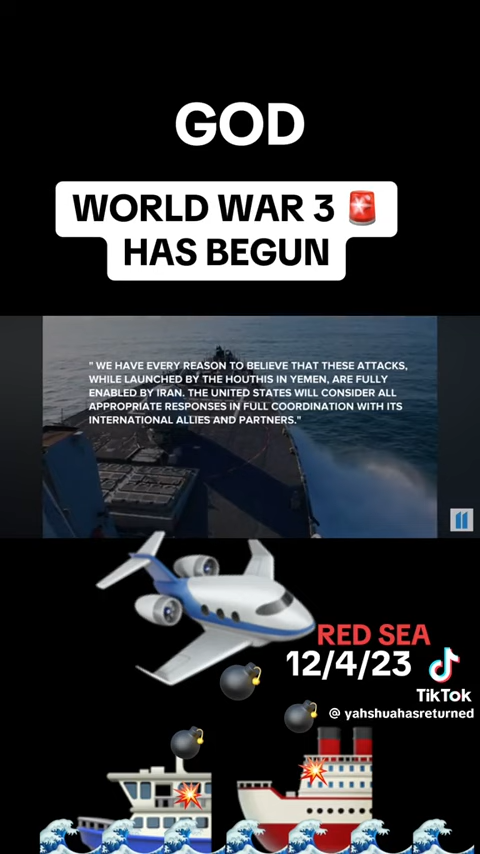 GOD
WORLD WAR 3
HAS BEGUN
" WE HAVE EVERY REASON TO BELIEVE THAT THESE ATTACKS,
WHILE LAUNCHED BY THE HOUTHIS IN YEMEN, ARE FULLY
ENABLED BY IRAN. THE UNITED STATES WILL CONSIDER ALL
APPROPRIATE RESPONSES IN FULL COORDINATION WITH ITS
INTERNATIONAL ALLIES AND PARTNERS."
RED SEA
12/4/23
TikTok
@ yahshuahasreturned